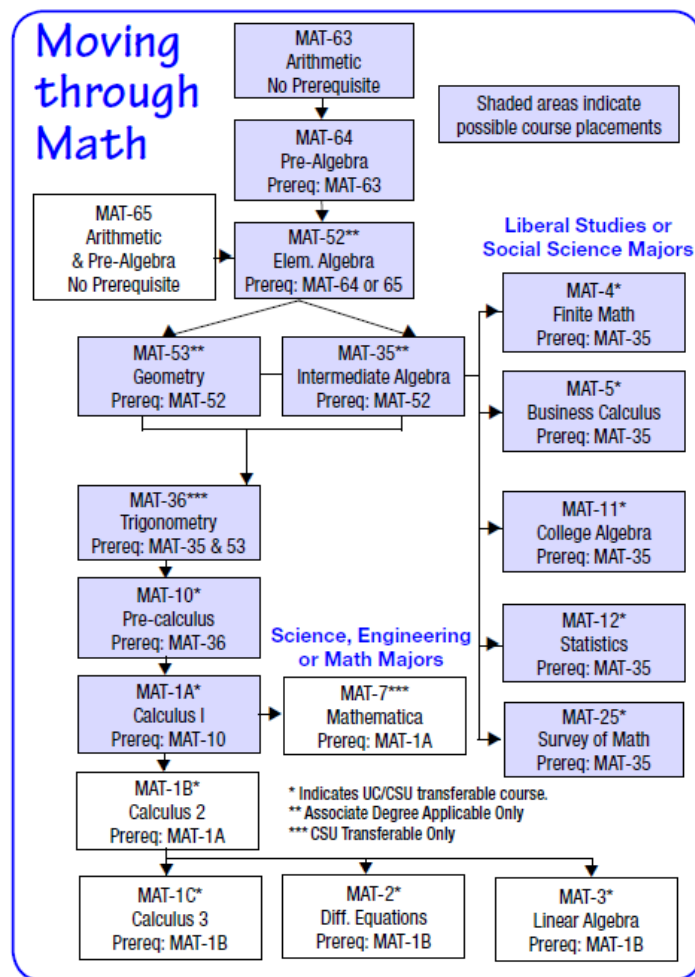 Moving
through
Math
MAT-63
Arithmetic
No Prerequisite
Shaded areas indicate
possible course placements
MAT-64
Pre-Algebra
Prereq: MAT-63
MAT-65
Arithmetic
& Pre-Algebra
No Prerequisite
MAT-52**
Elem. Algebra
Prereq: MAT-64 or 65
Liberal Studies or
Social Science Majors
MAT-4*
Finite Math
Prereq: MAT-35
MAT-53**
Geometry
Prereq: MAT-52
MAT-35**
Intermediate Algebra
Prereq: MAT-52
MAT-5*
Business Calculus
Prereq: MAT-35
MAT-36***
Trigonometry
Prereq: MAT-35 & 53
MAT-11*
College Algebra
Prereq: MAT-35
MAT-10*
Pre-calculus
Prereq: MAT-36
MAT-12*
Statistics
Prereq: MAT-35
Science, Engineering
or Math Majors
MAT-1A*
Calculus I
Prereq: MAT-10
MAT-7***
Mathematica
Prereq: MAT-1A
MAT-25*
Survey of Math
Prereq: MAT-35
MAT-1B*
Calculus 2
Prereq: MAT-1A
* Indicates UC/CSU transferable course.
** Associate Degree Applicable Only
*** CSU Transferable Only
MAT-1C*
Calculus 3
Prereq: MAT-1B
MAT-2*
Diff. Equations
Prereq: MAT-1B
MAT-3*
Linear Algebra
Prereq: MAT-1B